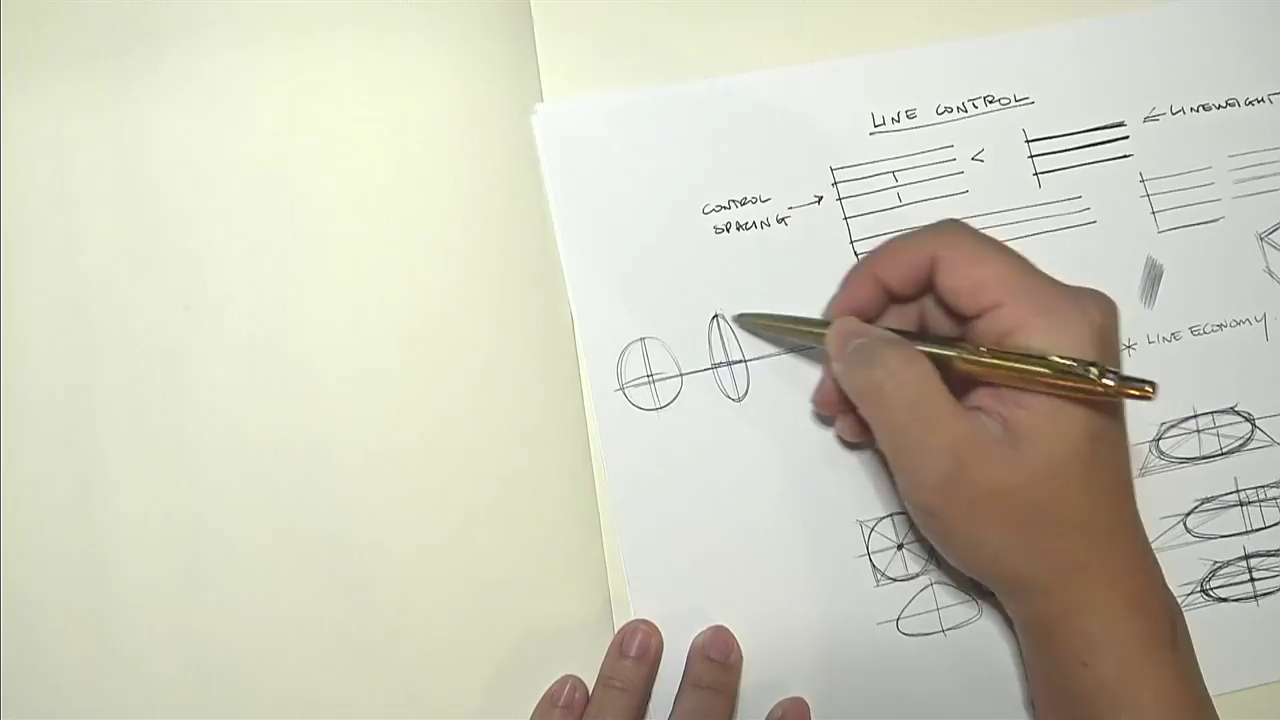 LINE CONTROL
<
⇐ LINEWEIGHT
CONTROL →
SPACING
* LINE ECONOMY